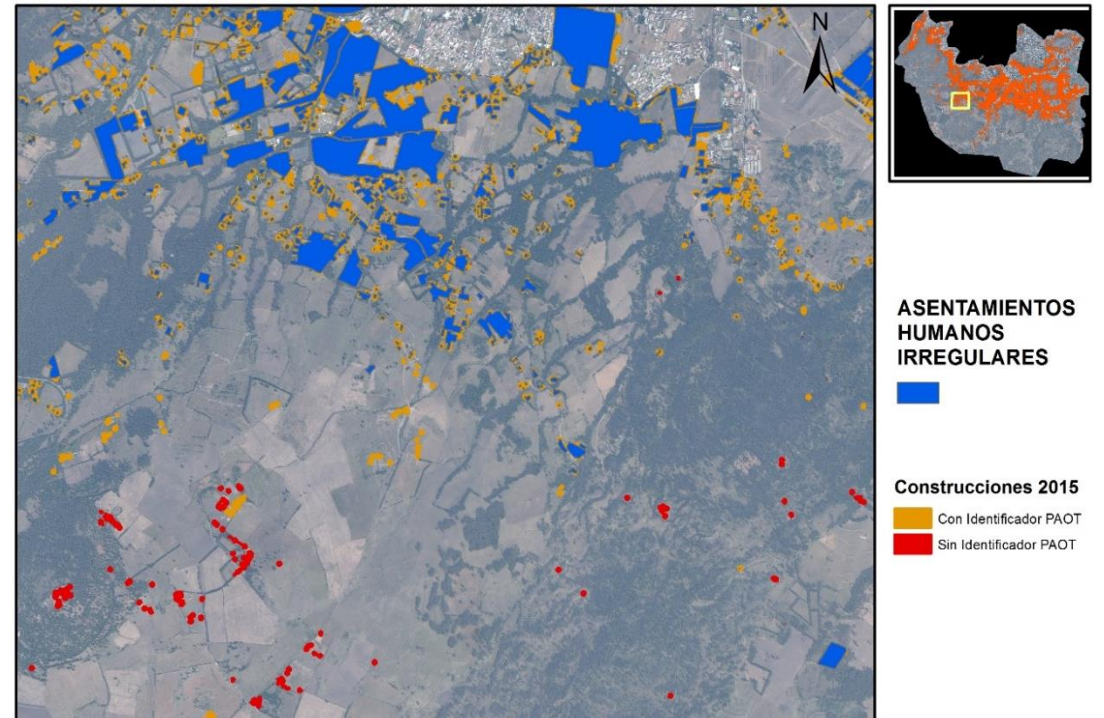 N
ASENTAMIENTOS
HUMANOS
IRREGULARES
Construcciones 2015
Con Identificador PAOT
Sin Identificador PAOT